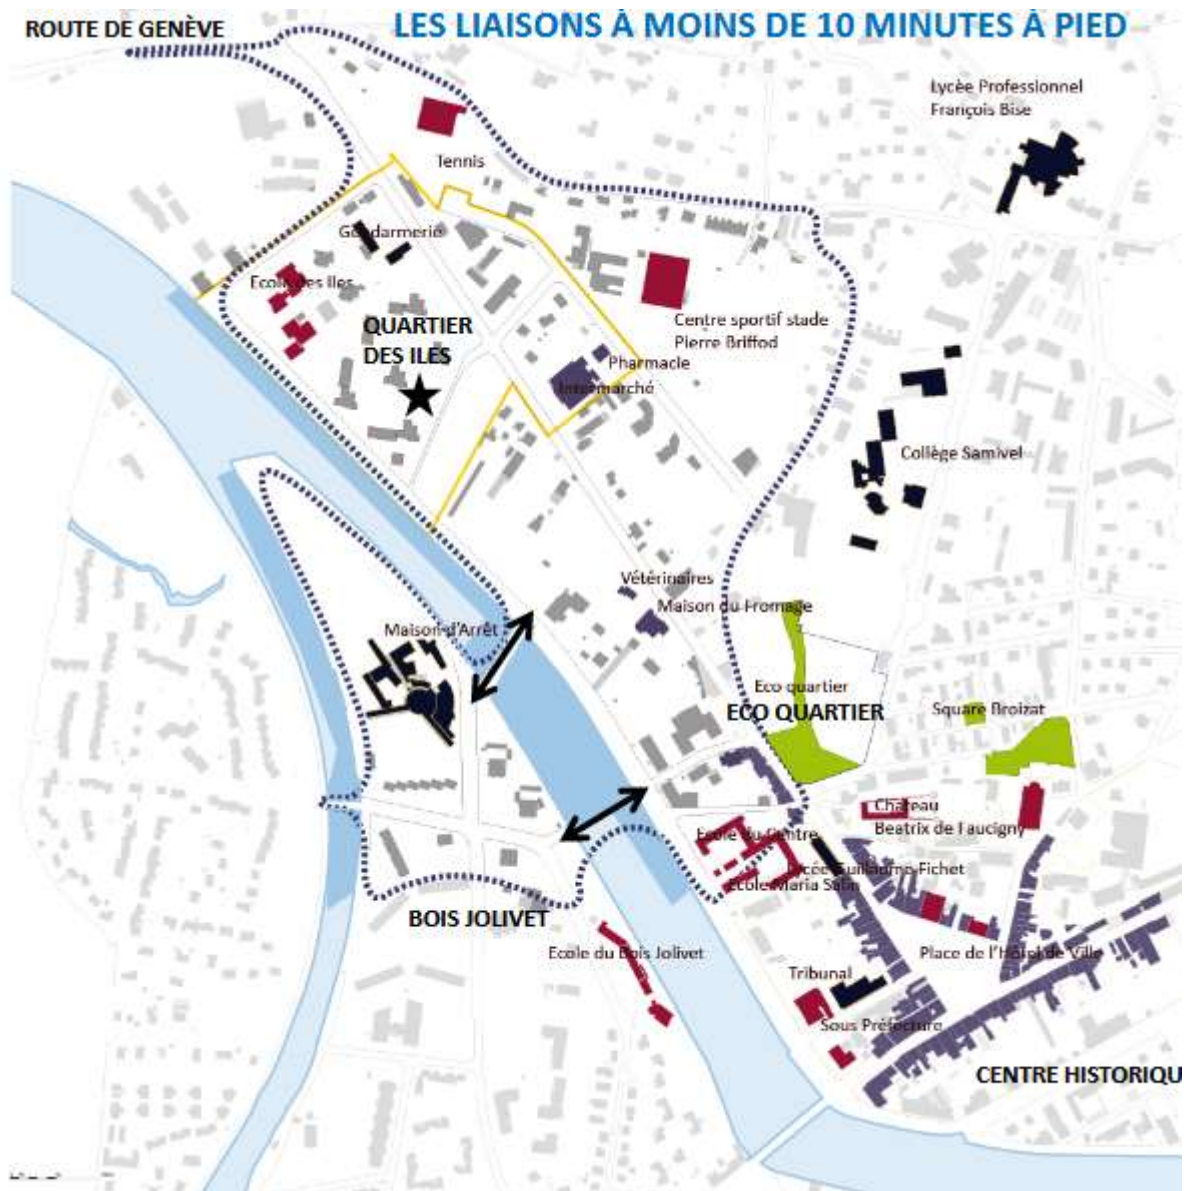 ROUTE DE GENÈVE
LES LIAISONS À MOINS DE 10 MINUTES À PIED
Lycèe Professionnel
François Bise
Tennis
Gendarmerie
Ecole des Iles
QUARTIER
DES ILES
Centre sportif stade
Pierre Briffod
Pharmacie
Intermarché
Collège Samivel
Vétérinaires
Maison du Fromage
Maison d'Arrêt
Eco quartier
ECO QUARTIER
Square Broizat
Château
Beatrix de Faucigny
Ecole du Centre
Lycée Guillaume Fichet
Ecole Maria Salin
BOIS JOLIVET
Ecole du Bois Jolivet
Place de l'Hôtel de Ville
Tribunal
Sous Préfecture
CENTRE HISTORIQU